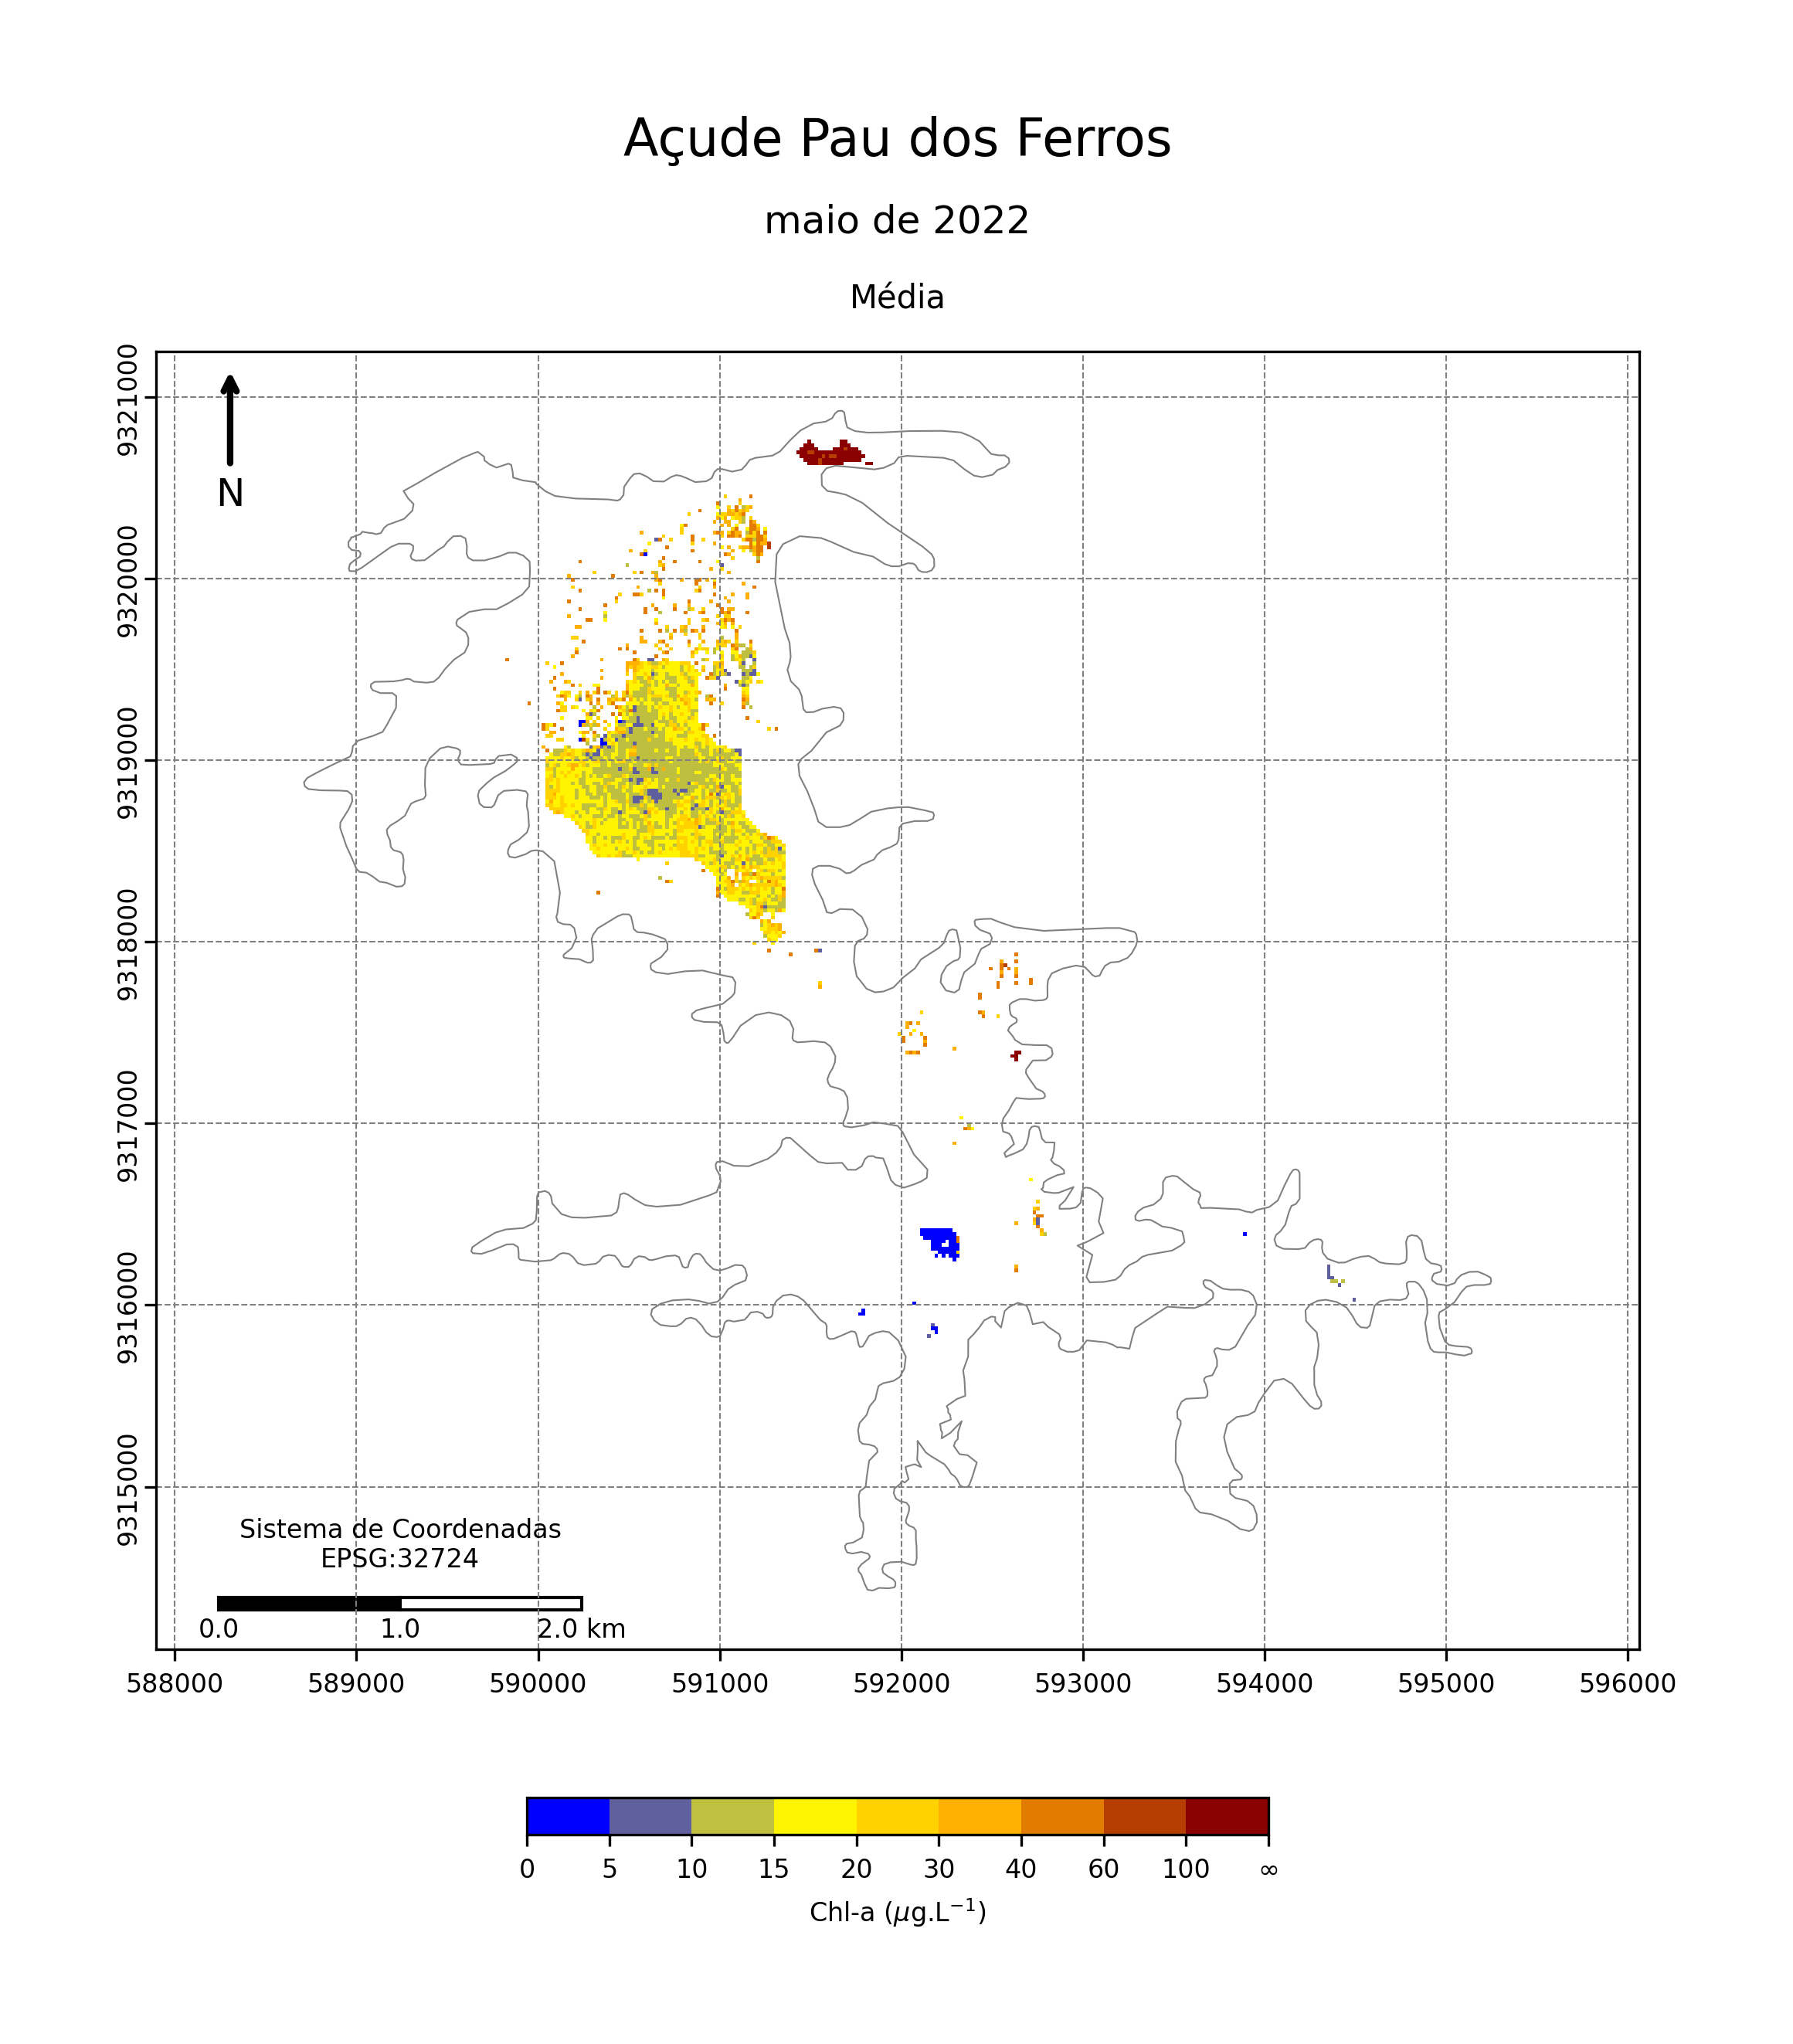 Açude Pau dos Ferros
maio de 2022
Média
9321000
9320000
9319000
9318000
9317000
9316000
9315000
N
Sistema de Coordenadas
EPSG:32724
0.0 1.0 2.0 km
588000 589000 590000 591000 592000 593000 594000 595000 596000
0 5 10 15 20 30 40 60 100 ∞
Chl-a (μg.L⁻¹)